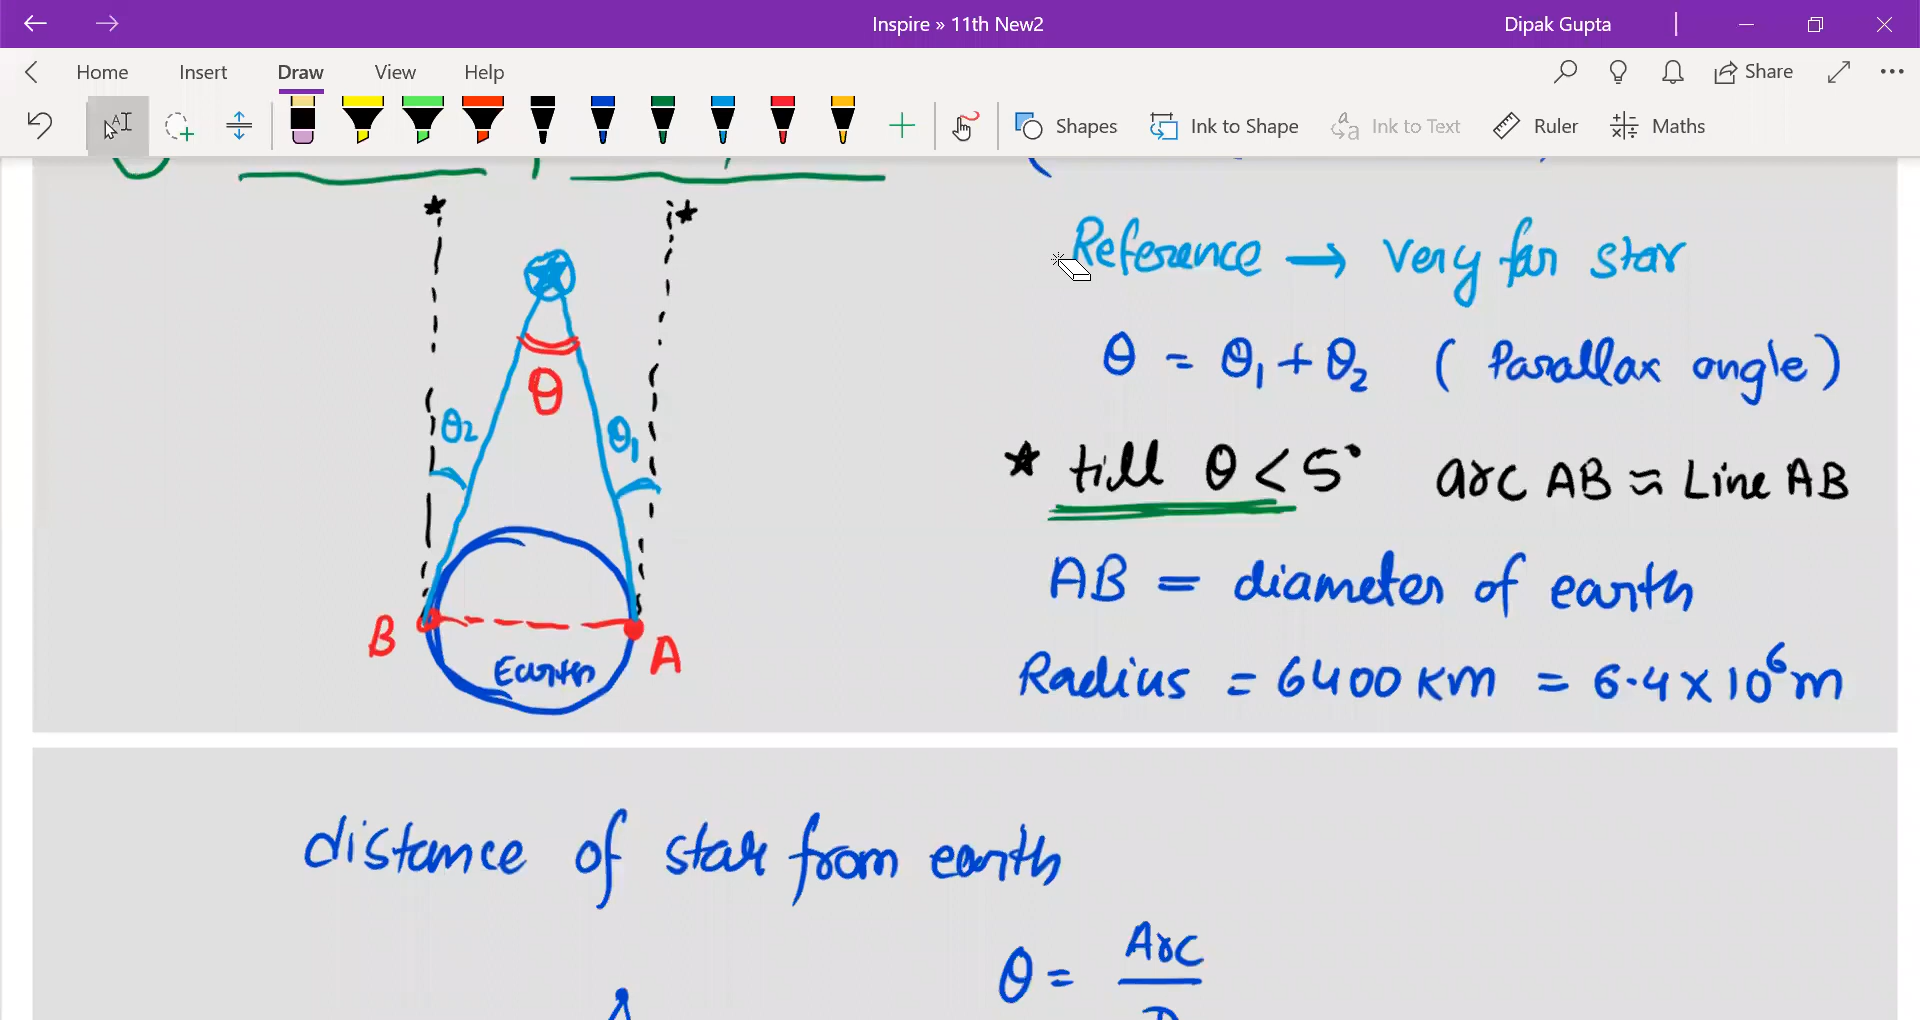 Inspire » 11th New2
Dipak Gupta
Home Insert Draw View Help
Share
Shapes Ink to Shape Ink to Text Ruler Maths
Reference → very far star
θ = θ1 + θ2 ( Parallax angle )
θ
θ2 θ1
* till θ < 5° arc AB ≈ Line AB
AB = diameter of earth
B A
Earth
Radius = 6400 KM = 6.4 x 10⁶ m
distance of star from earth
θ = Arc